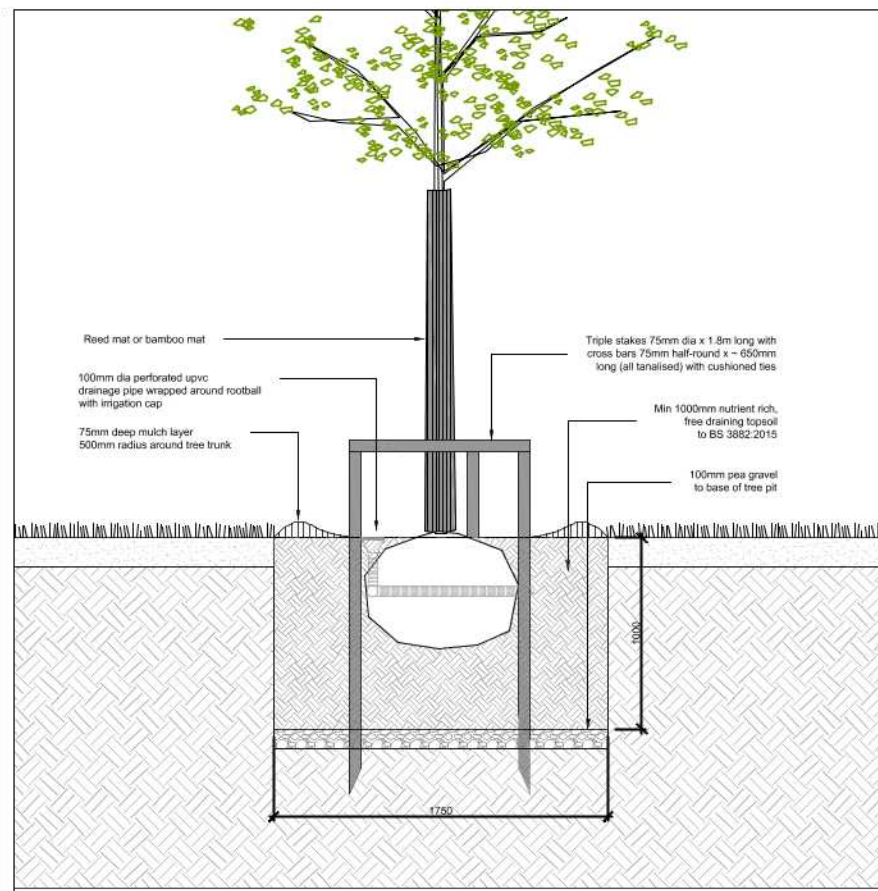 Reed mat or bamboo mat
100mm dia perforated upvc
drainage pipe wrapped around rootball
with irrigation cap
75mm deep mulch layer
500mm radius around tree trunk
Triple stakes 75mm dia x 1.8m long with
cross bars 75mm half-round x ~ 650mm
long (all tanalised) with cushioned ties
Min 1000mm nutrient rich,
free draining topsoil
to BS 3882:2015
100mm pea gravel
to base of tree pit
1000
1750